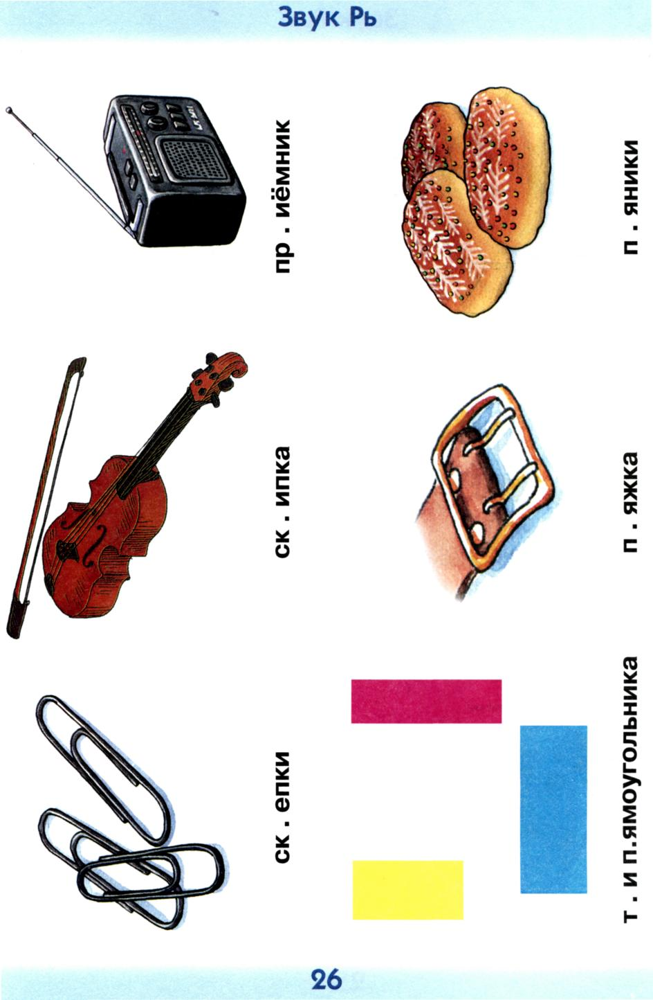 Звук Рь
ск . епки
ск . ипка
пр . иёмник
т . и п.ямоугольника
п . яжка
п . яники
26